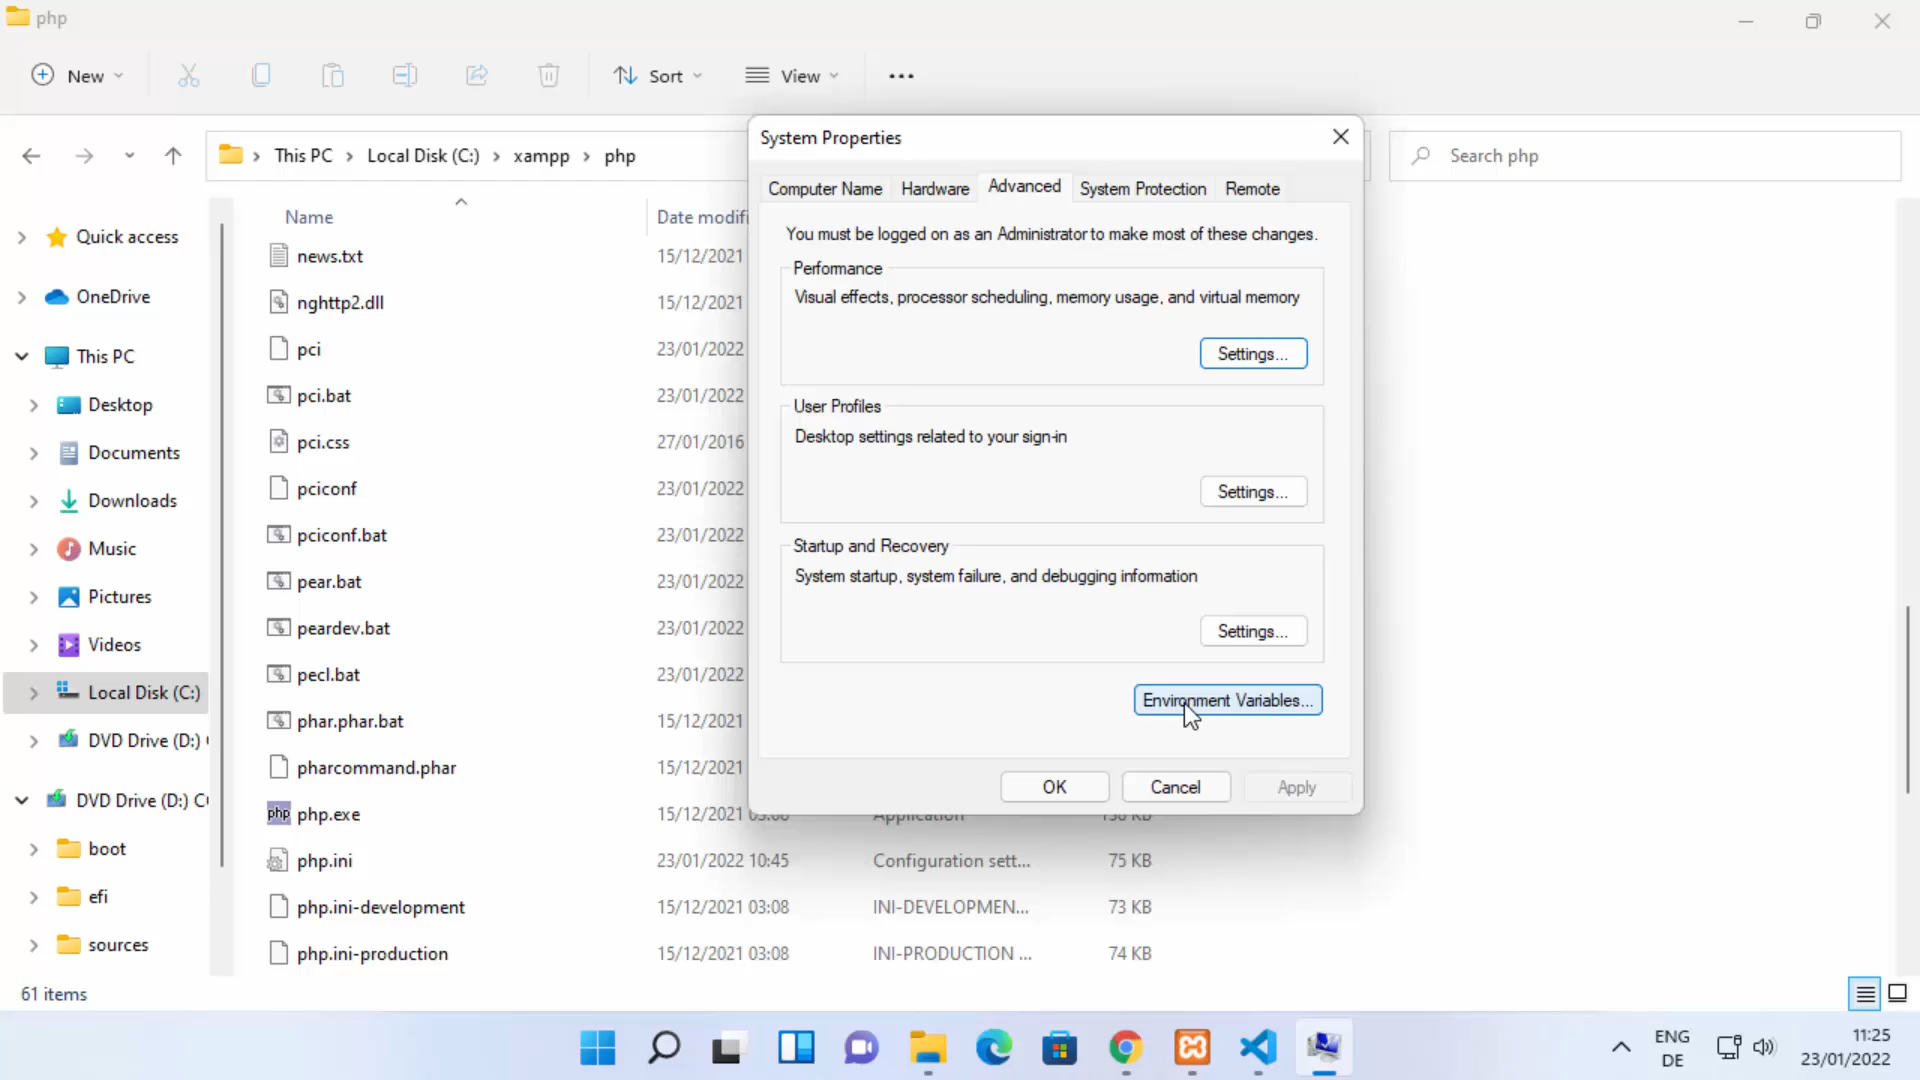 php
New
Sort
View
This PC
Local Disk (C:)
xampp
php
Search php
Quick access
OneDrive
This PC
Desktop
Documents
Downloads
Music
Pictures
Videos
Local Disk (C:)
DVD Drive (D:)
DVD Drive (D:) C
boot
efi
sources
Name
Date modifi
news.txt
15/12/2021
nghttp2.dll
15/12/2021
pci
23/01/2022
pci.bat
23/01/2022
pci.css
27/01/2016
pciconf
23/01/2022
pciconf.bat
23/01/2022
pear.bat
23/01/2022
peardev.bat
23/01/2022
pecl.bat
23/01/2022
phar.phar.bat
15/12/2021
pharcommand.phar
15/12/2021
php
php.exe
15/12/2021 03:08
Application
php.ini
23/01/2022 10:45
Configuration sett...
75 KB
php.ini-development
15/12/2021 03:08
INI-DEVELOPMEN...
73 KB
php.ini-production
15/12/2021 03:08
INI-PRODUCTION ...
74 KB
System Properties
Computer Name
Hardware
Advanced
System Protection
Remote
You must be logged on as an Administrator to make most of these changes.
Performance
Visual effects, processor scheduling, memory usage, and virtual memory
Settings...
User Profiles
Desktop settings related to your sign-in
Settings...
Startup and Recovery
System startup, system failure, and debugging information
Settings...
Environment Variables...
OK
Cancel
Apply
61 items
ENG
DE
11:25
23/01/2022